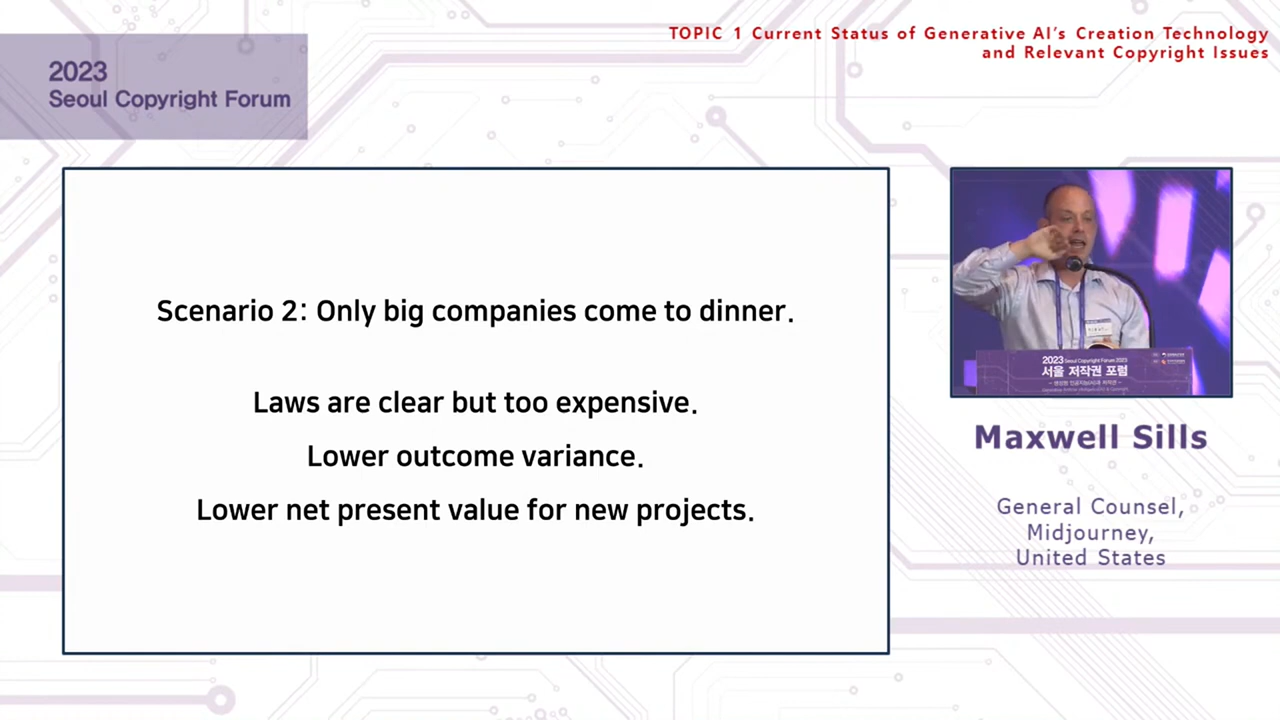 TOPIC 1 Current Status of Generative AI's Creation Technology
and Relevant Copyright Issues
2023
Seoul Copyright Forum
Scenario 2: Only big companies come to dinner.
Laws are clear but too expensive.
Lower outcome variance.
Lower net present value for new projects.
2023 Seoul Copyright Forum 2023
서울 저작권 포럼
Maxwell Sills
General Counsel,
Midjourney,
United States